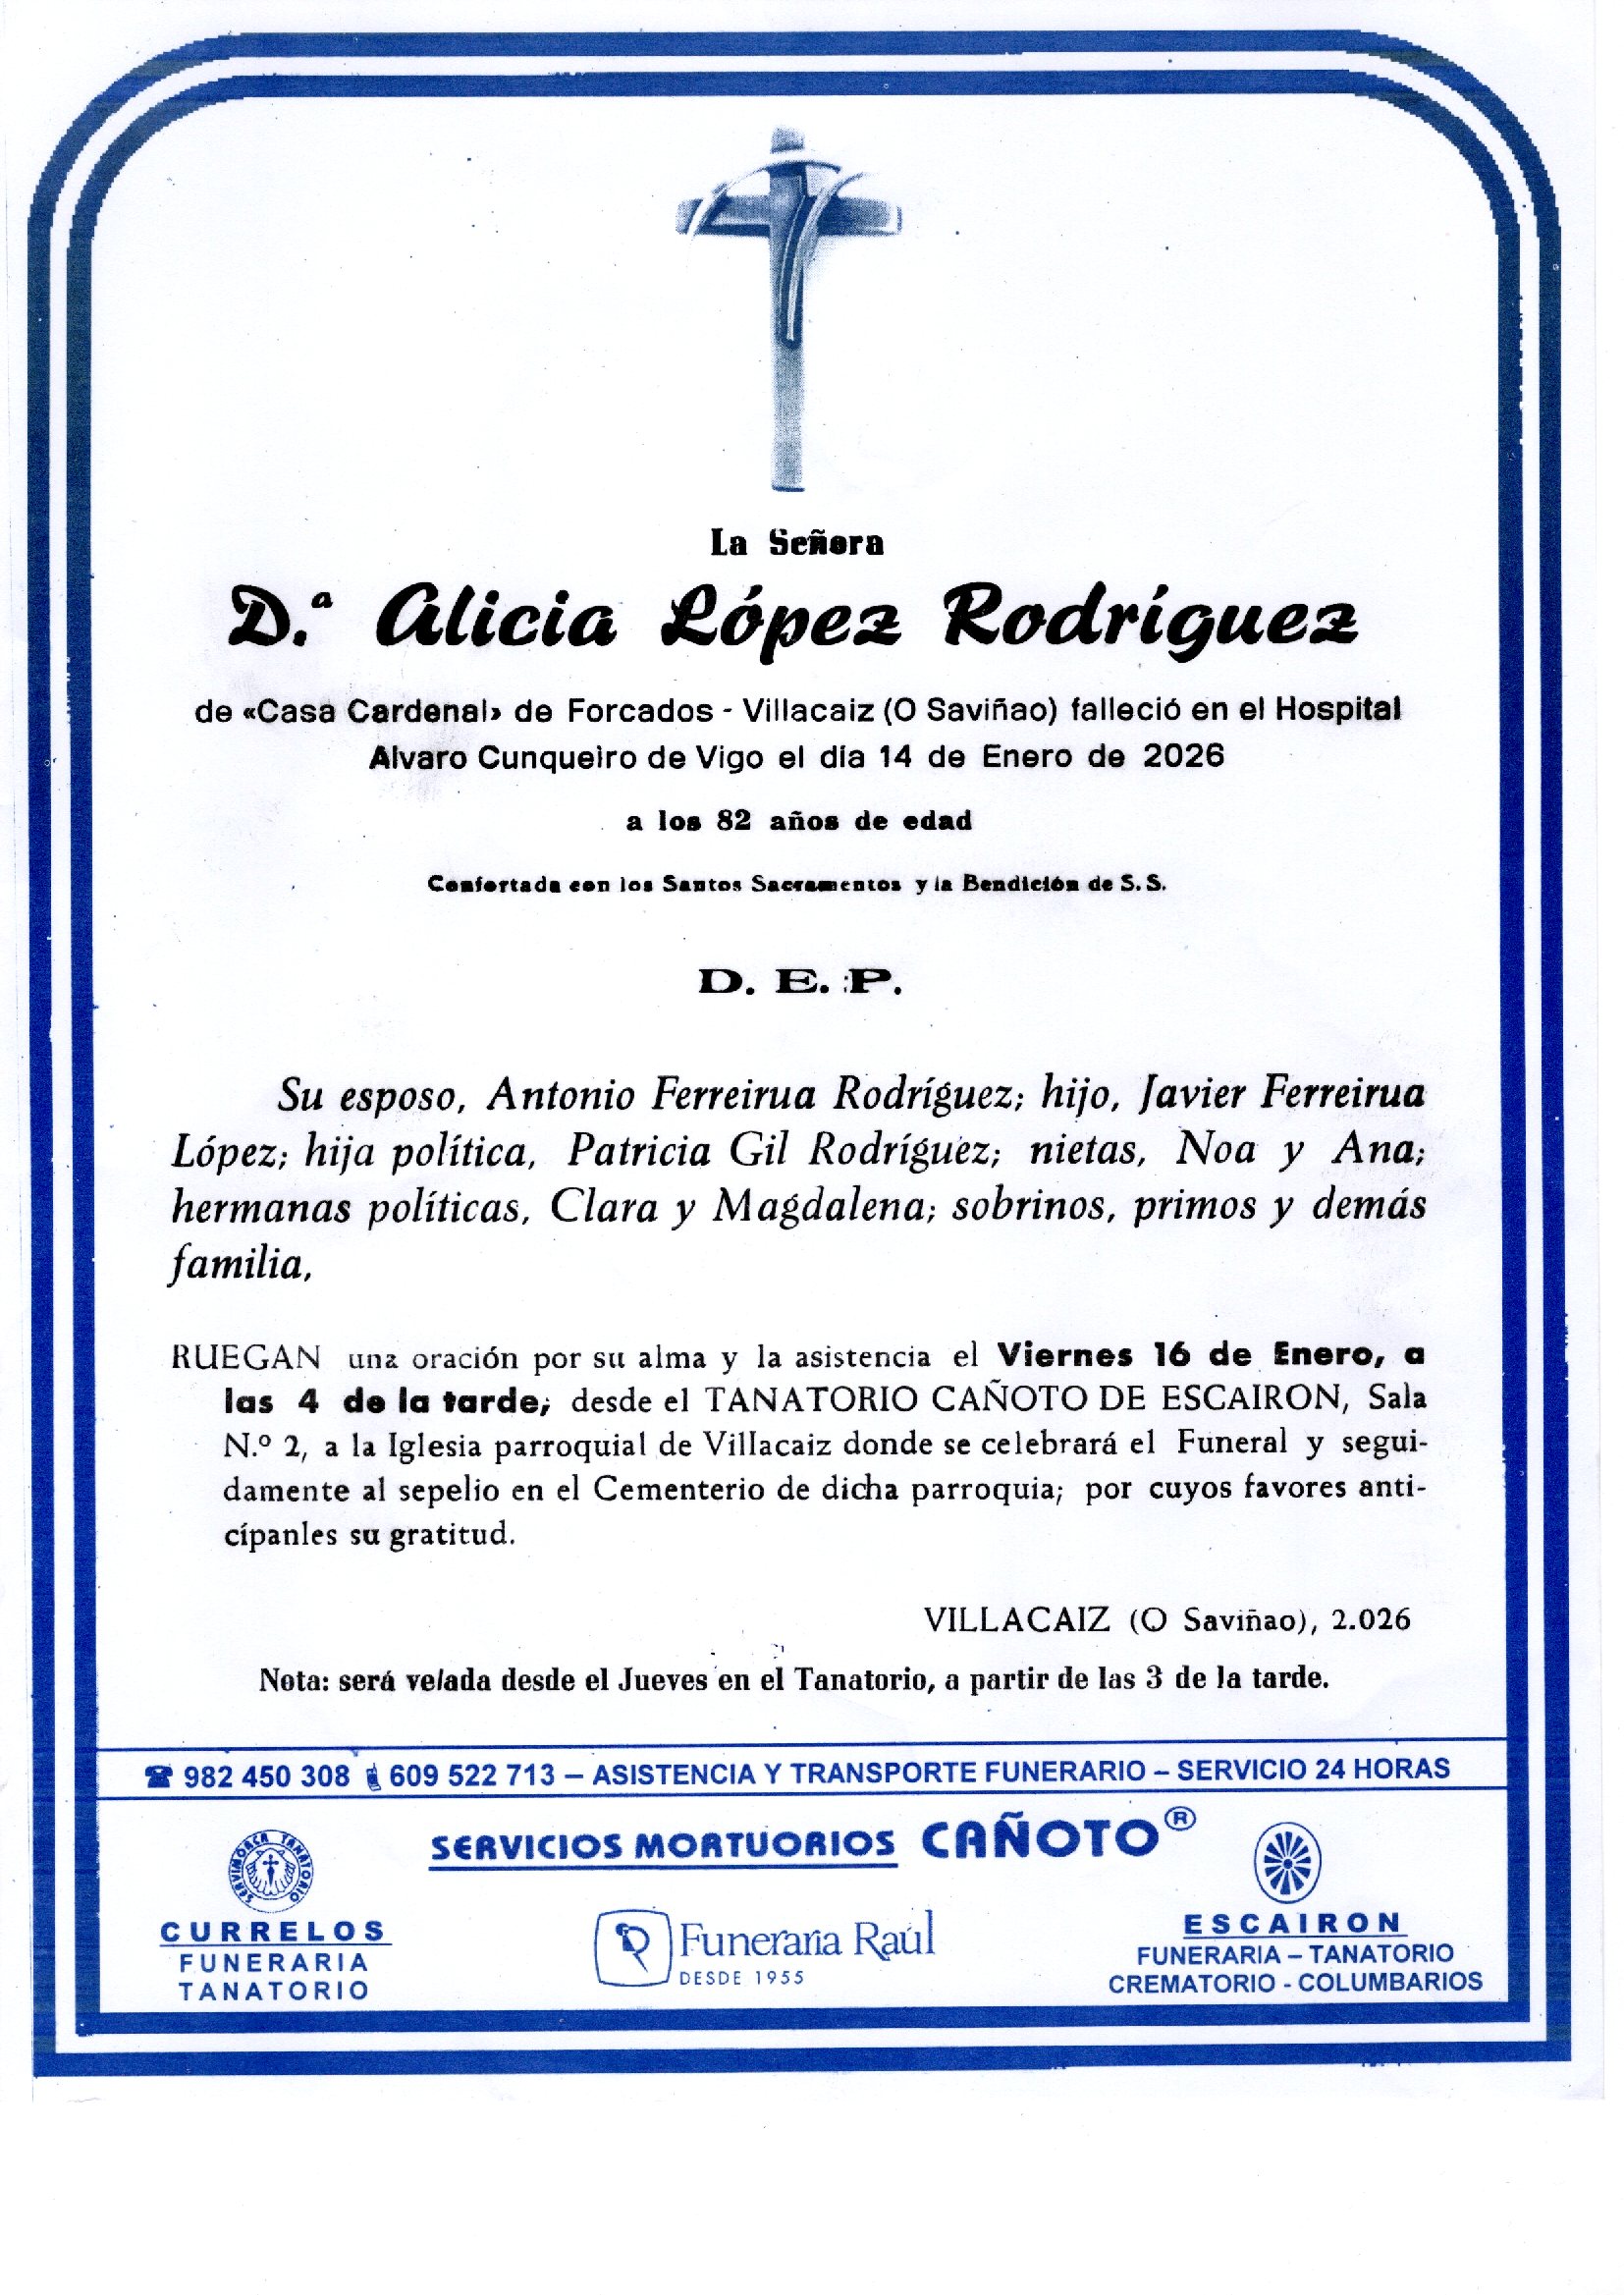 La Señora
D.ª Alicia López Rodríguez
de «Casa Cardenal» de Forcados - Villacaiz (O Saviñao) falleció en el Hospital
Alvaro Cunqueiro de Vigo el día 14 de Enero de 2026
a los 82 años de edad
Confortada con los Santos Sacramentos y la Bendición de S. S.
D. E. P.
Su esposo, Antonio Ferreirua Rodríguez; hijo, Javier Ferreirua
López; hija política, Patricia Gil Rodríguez; nietas, Noa y Ana;
hermanas políticas, Clara y Magdalena; sobrinos, primos y demás
familia,
RUEGAN una oración por su alma y la asistencia el Viernes 16 de Enero, a
las 4 de la tarde; desde el TANATORIO CAÑOTO DE ESCAIRON, Sala
N.º 2, a la Iglesia parroquial de Villacaiz donde se celebrará el Funeral y segui-
damente al sepelio en el Cementerio de dicha parroquia; por cuyos favores anti-
cípanles su gratitud.
VILLACAIZ (O Saviñao), 2.026
Nota: será velada desde el Jueves en el Tanatorio, a partir de las 3 de la tarde.
☎ 982 450 308 609 522 713 – ASISTENCIA Y TRANSPORTE FUNERARIO – SERVICIO 24 HORAS
SERVICIOS MORTUORIOS CAÑOTO®
SERVIMORCA TANATORIO
CURRELOS
FUNERARIA
TANATORIO
Funeraria Raúl
DESDE 1955
ESCAIRON
FUNERARIA – TANATORIO
CREMATORIO - COLUMBARIOS